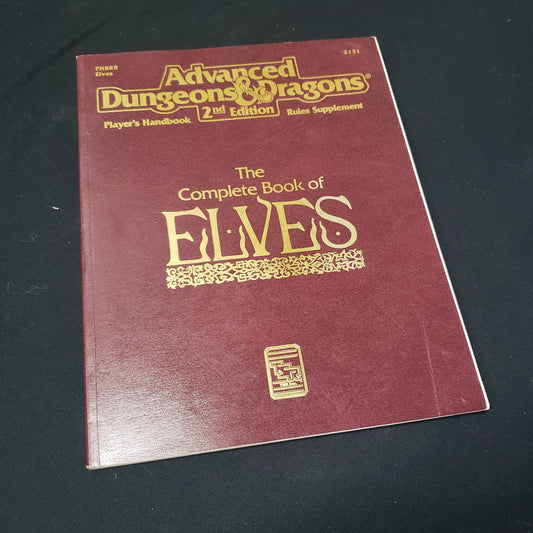 PHBR8
Elves
2131
Advanced
Dungeons & Dragons®
2nd Edition
Player's Handbook
Rules Supplement
The
Complete Book of
ELVES
TSR